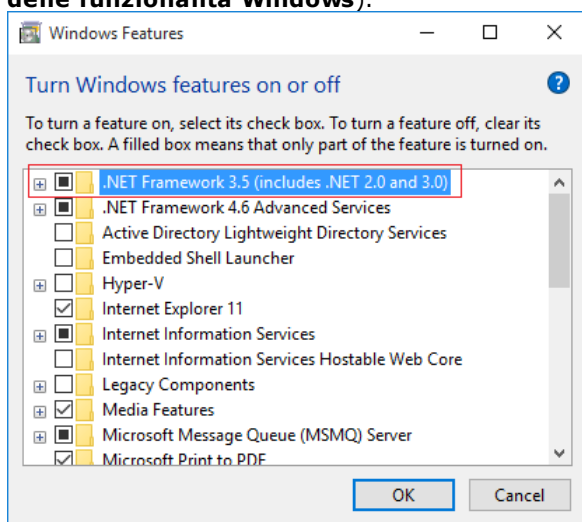 delle funzionalità Windows).
Windows Features
Turn Windows features on or off
To turn a feature on, select its check box. To turn a feature off, clear its
check box. A filled box means that only part of the feature is turned on.
.NET Framework 3.5 (includes .NET 2.0 and 3.0)
.NET Framework 4.6 Advanced Services
Active Directory Lightweight Directory Services
Embedded Shell Launcher
Hyper-V
Internet Explorer 11
Internet Information Services
Internet Information Services Hostable Web Core
Legacy Components
Media Features
Microsoft Message Queue (MSMQ) Server
Microsoft Print to PDF
OK
Cancel